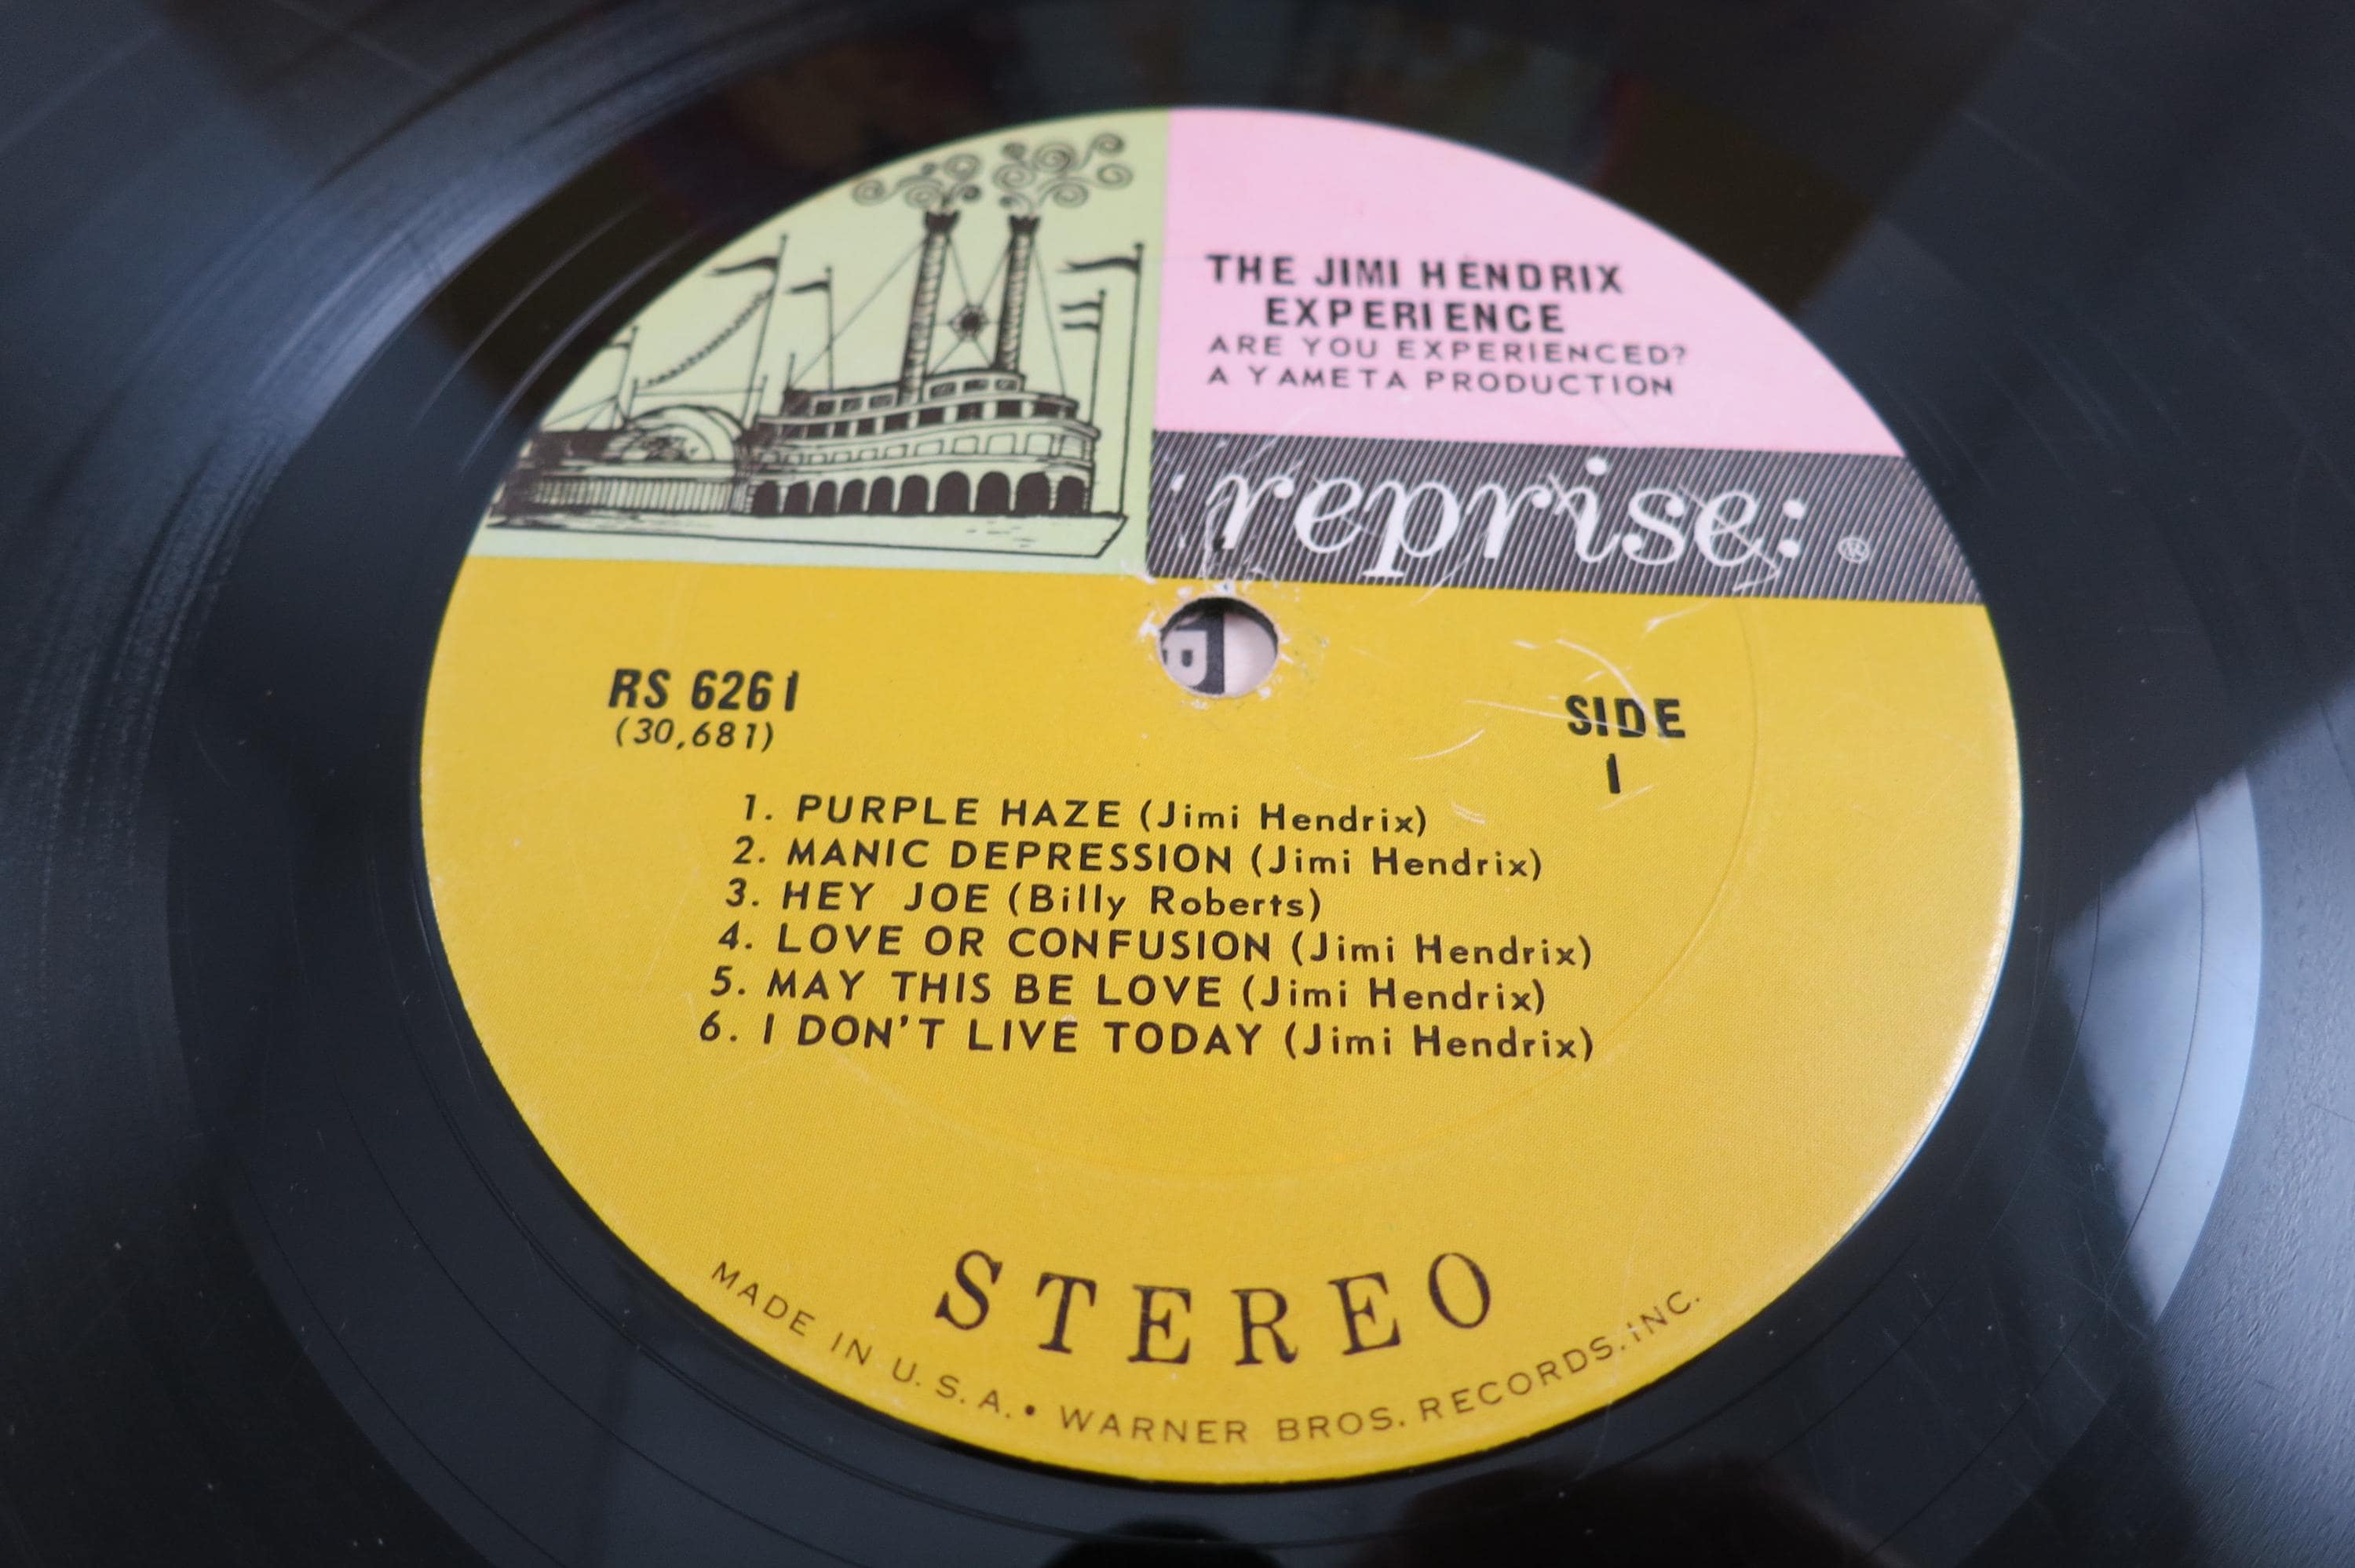 THE JIMI HENDRIX
EXPERIENCE
ARE YOU EXPERIENCED?
A YAMETA PRODUCTION
:reprise: ®
RS 6261
(30,681)
SIDE
1
1. PURPLE HAZE (Jimi Hendrix)
2. MANIC DEPRESSION (Jimi Hendrix)
3. HEY JOE (Billy Roberts)
4. LOVE OR CONFUSION (Jimi Hendrix)
5. MAY THIS BE LOVE (Jimi Hendrix)
6. I DON'T LIVE TODAY (Jimi Hendrix)
STEREO
MADE IN U.S.A. • WARNER BROS. RECORDS, INC.